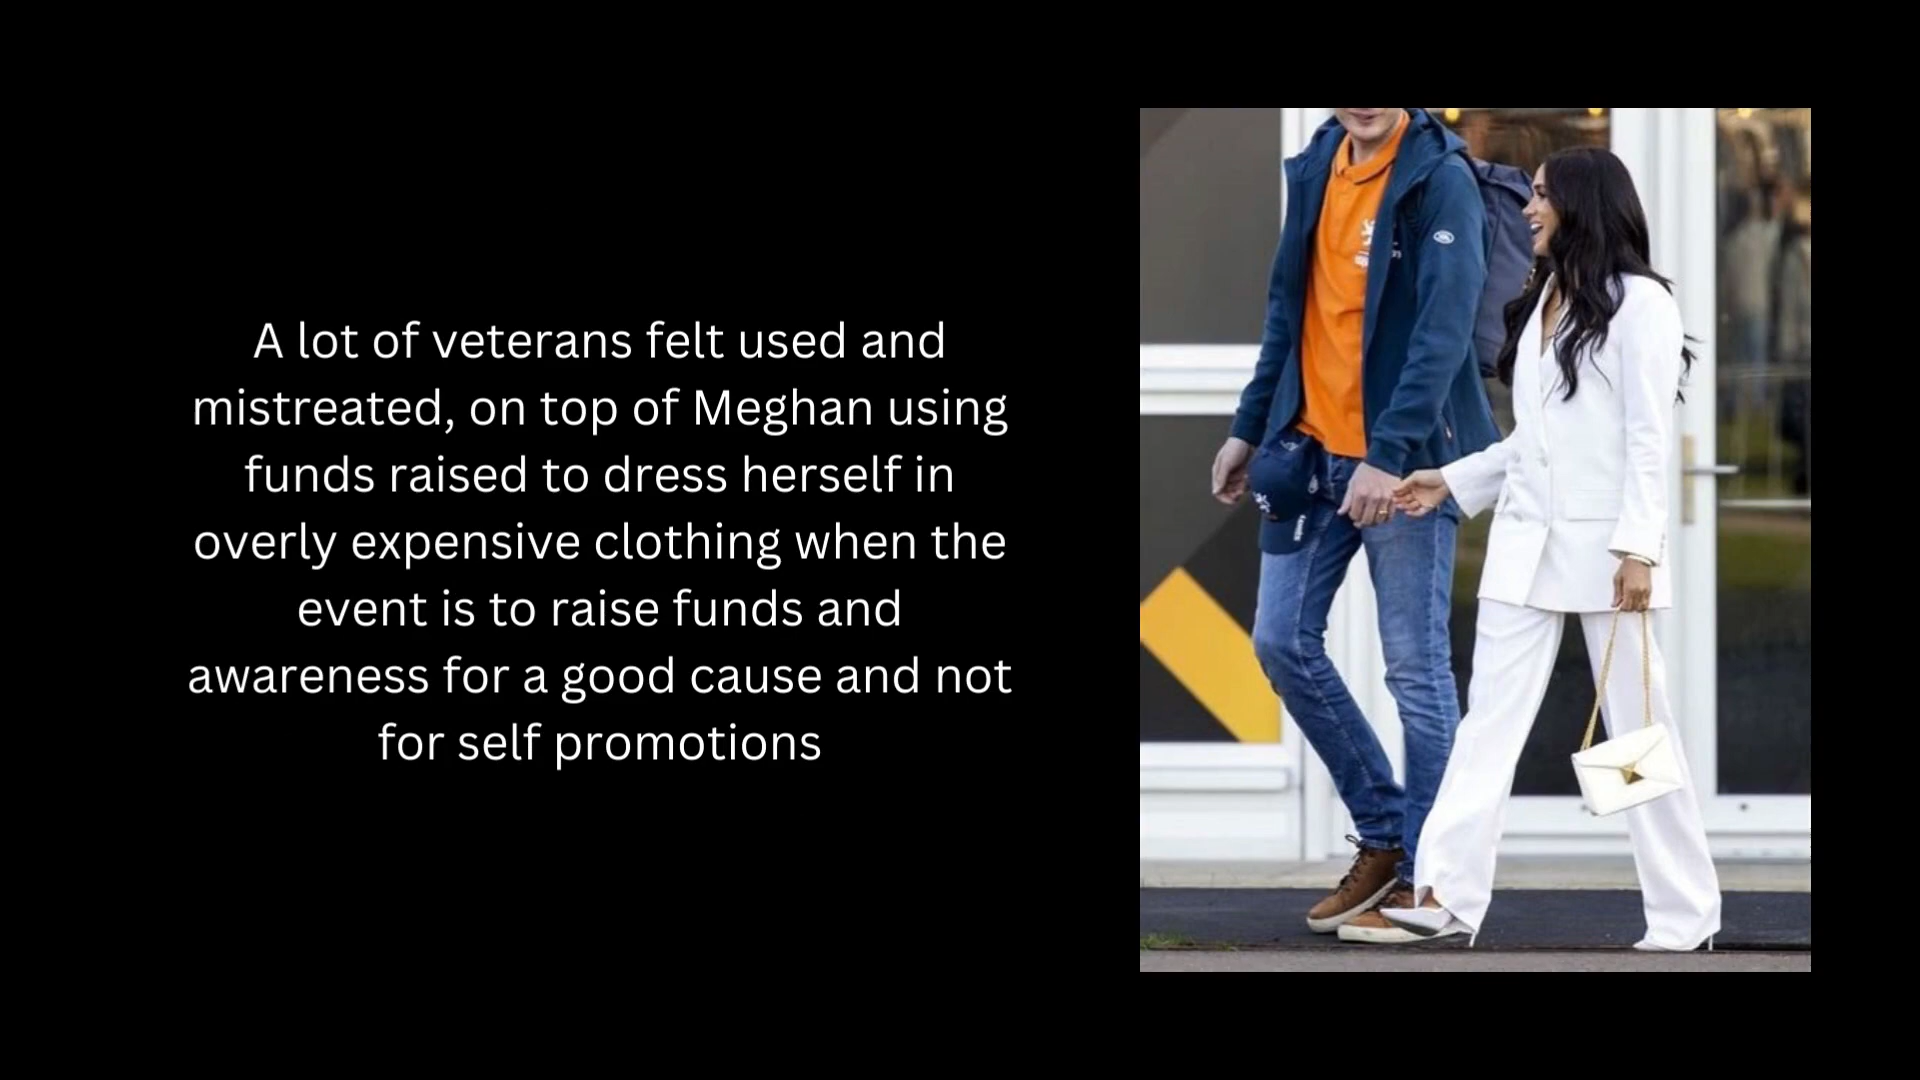 A lot of veterans felt used and
mistreated, on top of Meghan using
funds raised to dress herself in
overly expensive clothing when the
event is to raise funds and
awareness for a good cause and not
for self promotions